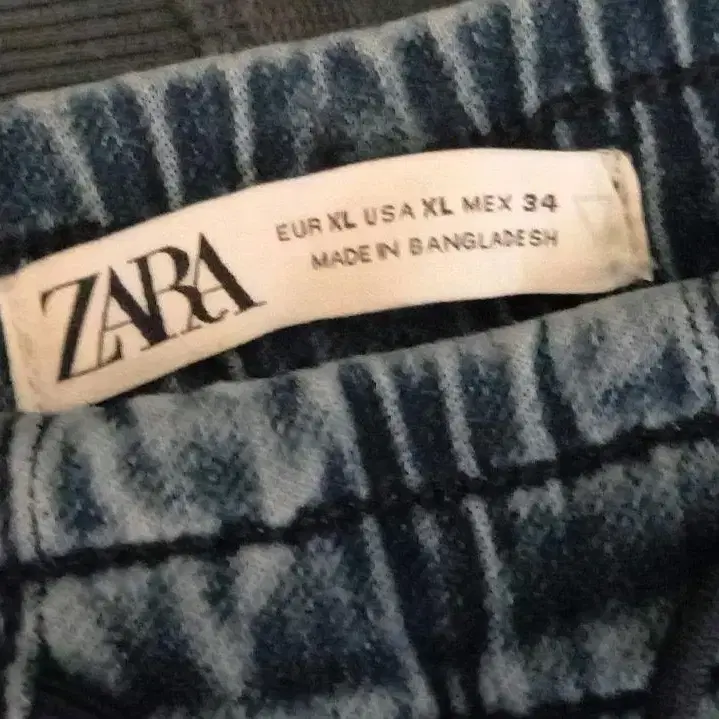 ZARA
EUR XL USA XL MEX 34
MADE IN BANGLADESH